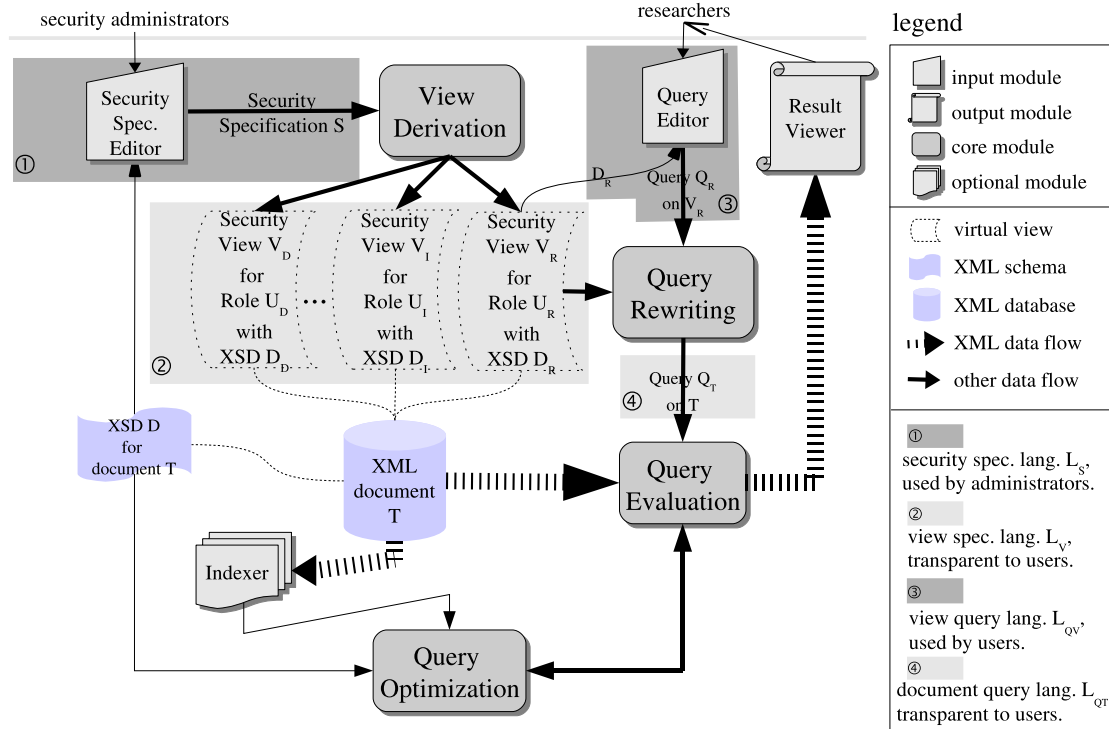 security administrators
researchers
legend
Security
Spec.
Editor
①
Security
Specification S
View
Derivation
Query
Editor
D_R
Query Q_R
on V_R
③
Result
Viewer
Security
View V_D
for
Role U_D
with
XSD D_D
...
Security
View V_I
for
Role U_I
with
XSD D_I
Security
View V_R
for
Role U_R
with
XSD D_R
②
Query
Rewriting
④
Query Q_T
on T
XSD D
for
document T
XML
document
T
Query
Evaluation
Indexer
Query
Optimization
input module
output module
core module
optional module
virtual view
XML schema
XML database
XML data flow
other data flow
①
security spec. lang. L_S,
used by administrators.
②
view spec. lang. L_V,
transparent to users.
③
view query lang. L_QV,
used by users.
④
document query lang. L_QT
transparent to users.